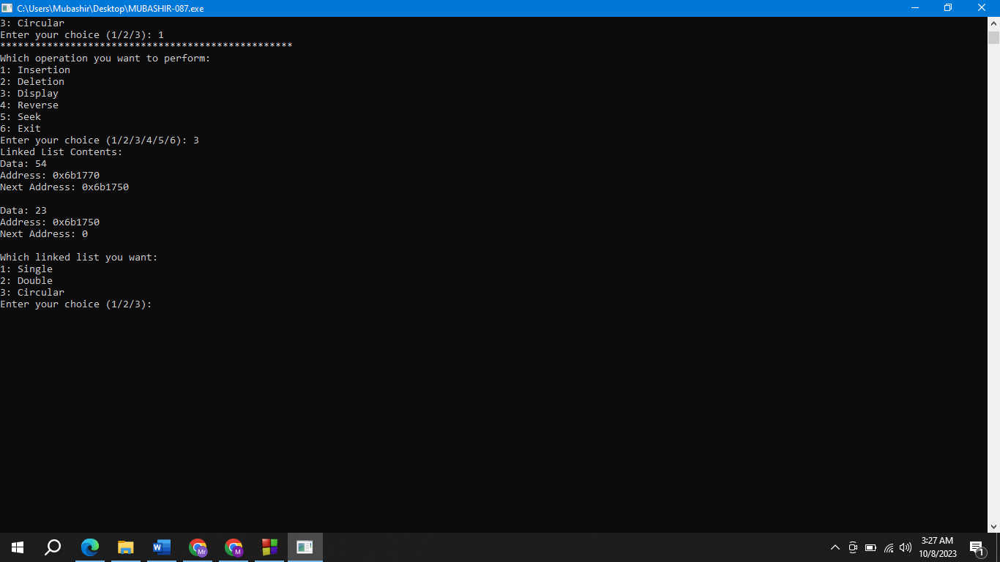 C:\Users\Mubashir\Desktop\MUBASHIR-087.exe
3: Circular
Enter your choice (1/2/3): 1
**************************************************
Which operation you want to perform:
1: Insertion
2: Deletion
3: Display
4: Reverse
5: Seek
6: Exit
Enter your choice (1/2/3/4/5/6): 3
Linked List Contents:
Data: 54
Address: 0x6b1770
Next Address: 0x6b1750
Data: 23
Address: 0x6b1750
Next Address: 0
Which linked list you want:
1: Single
2: Double
3: Circular
Enter your choice (1/2/3):
W
Mr
M
3:27 AM
10/8/2023
1